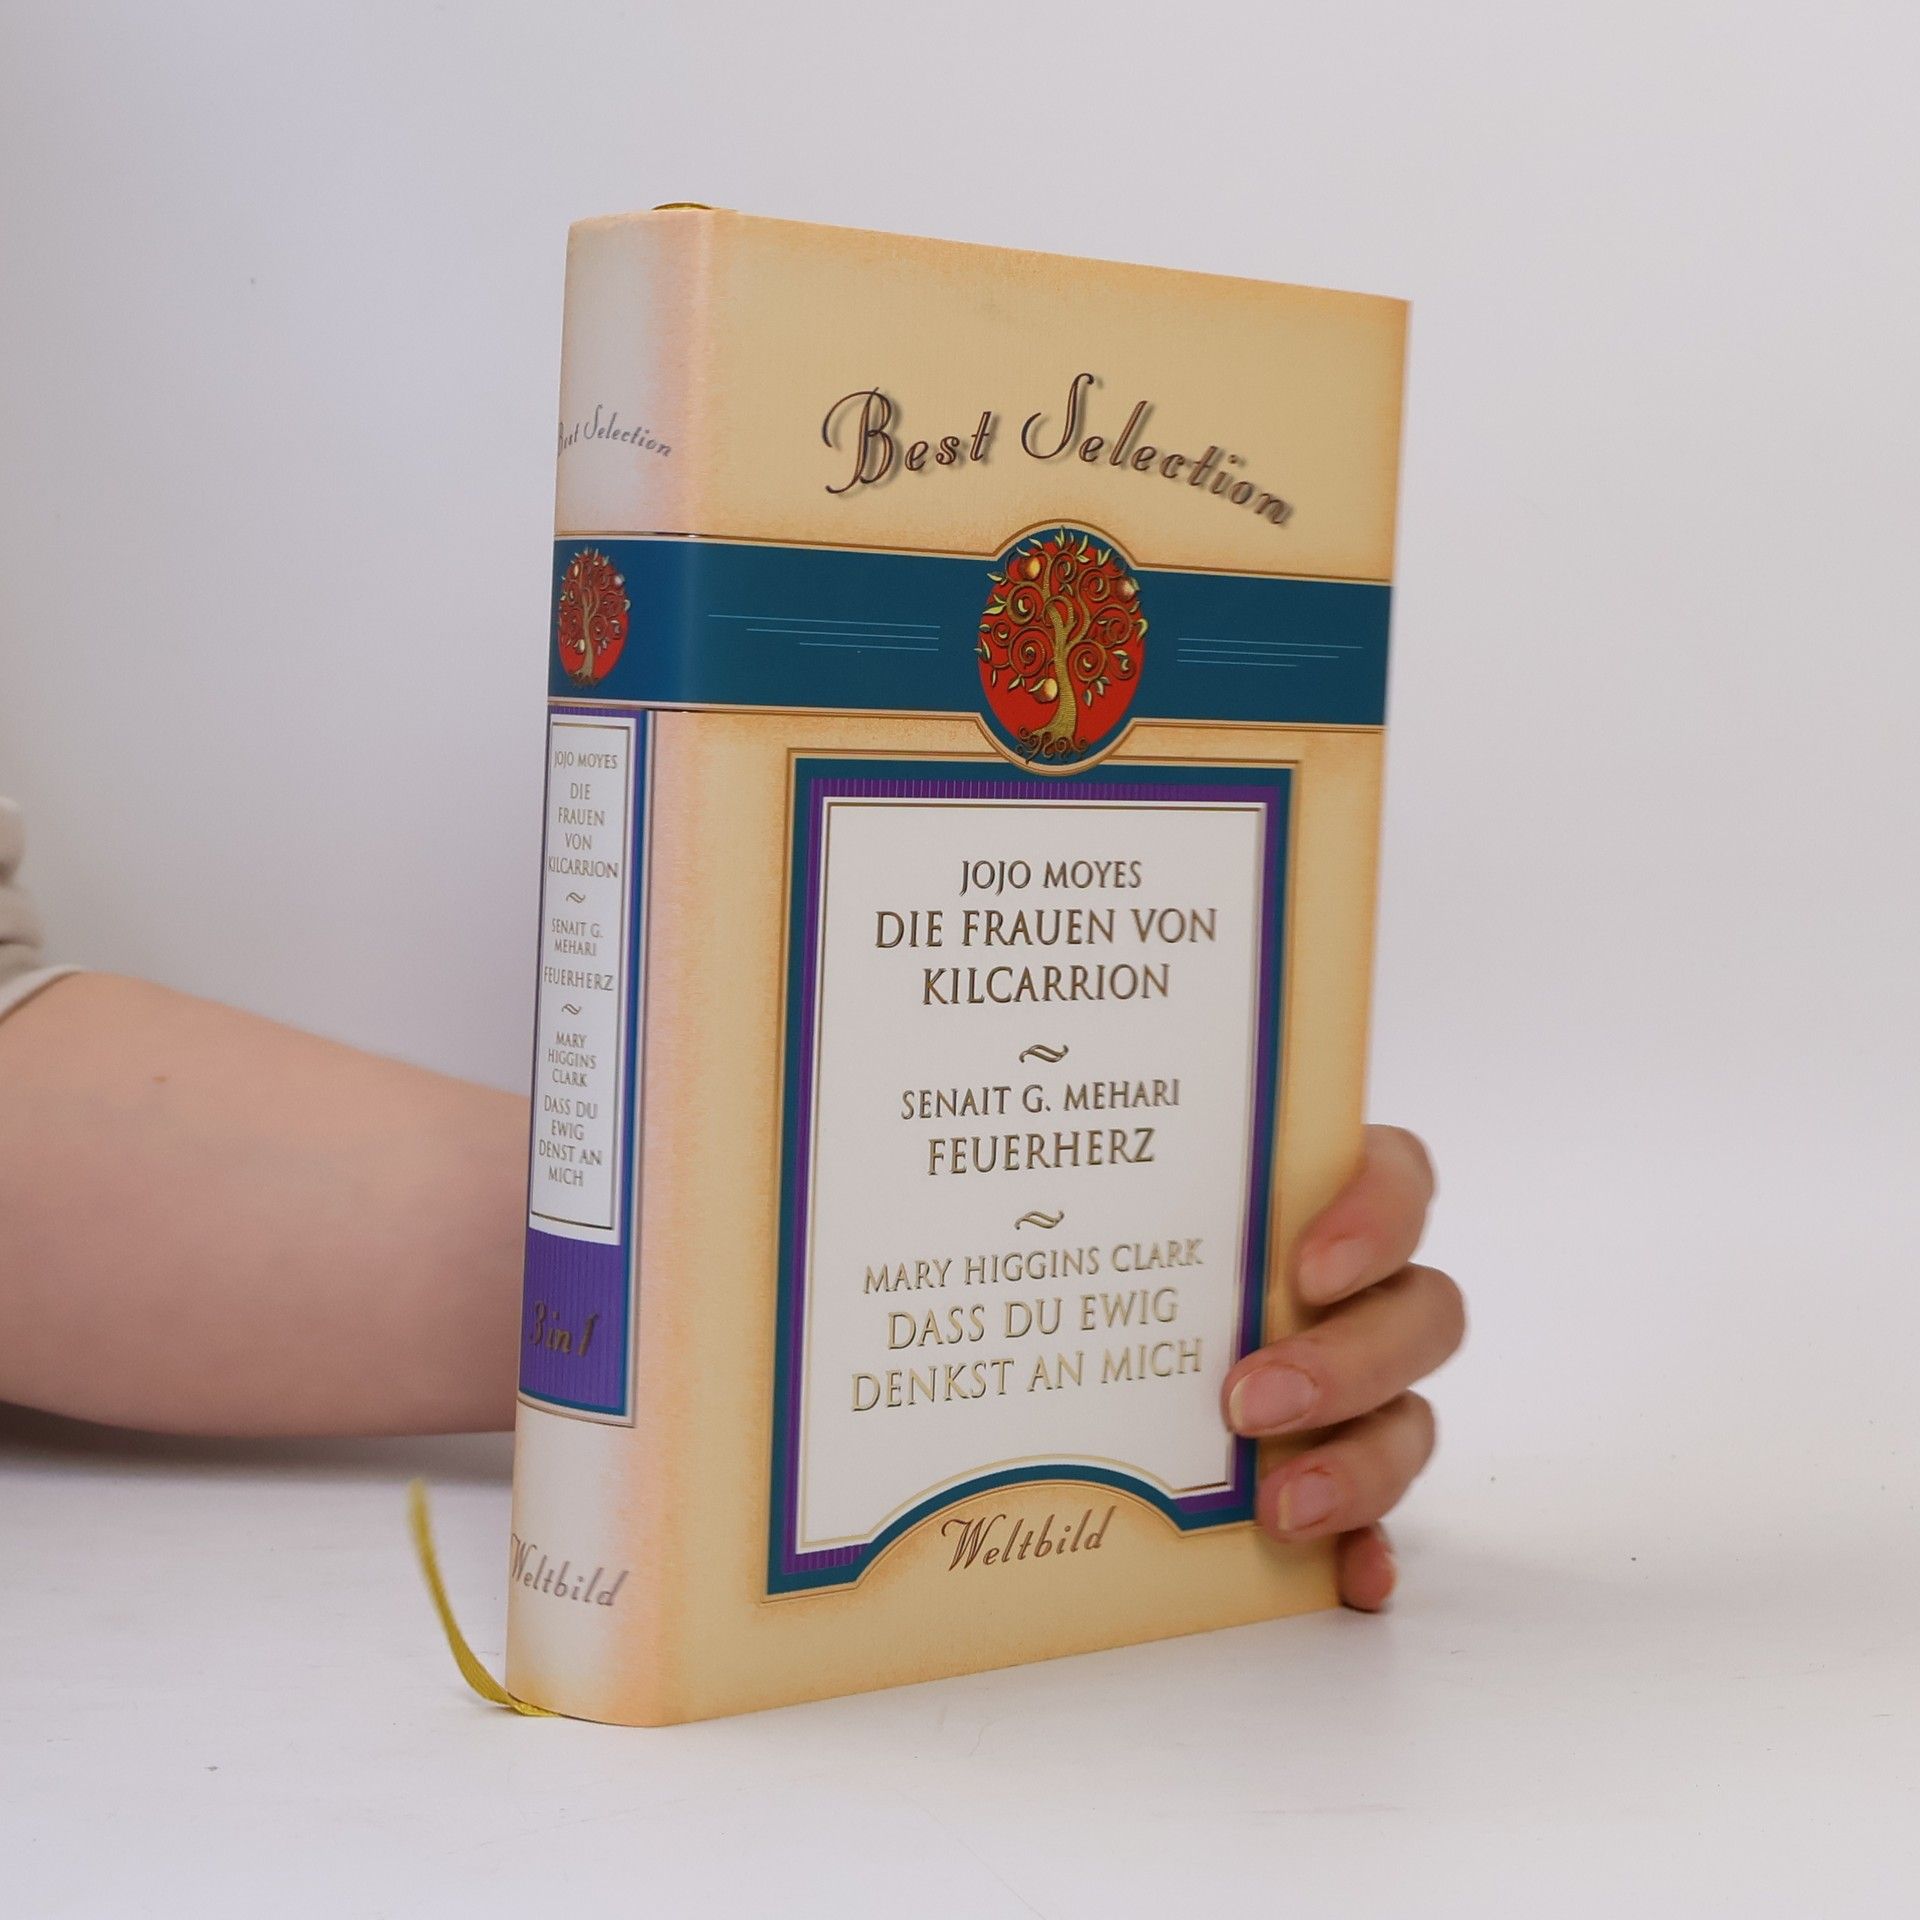 Best Selection
JOJO MOYES
DIE
FRAUEN
VON
KILCARRION
SENAIT G.
MEHARI
FEUERHERZ
MARY
HIGGINS
CLARK
DASS DU
EWIG
DENST AN
MICH
3 in 1
Weltbild
Best Selection
JOJO MOYES
DIE FRAUEN VON
KILCARRION
~
SENAIT G. MEHARI
FEUERHERZ
~
MARY HIGGINS CLARK
DASS DU EWIG
DENKST AN MICH
Weltbild